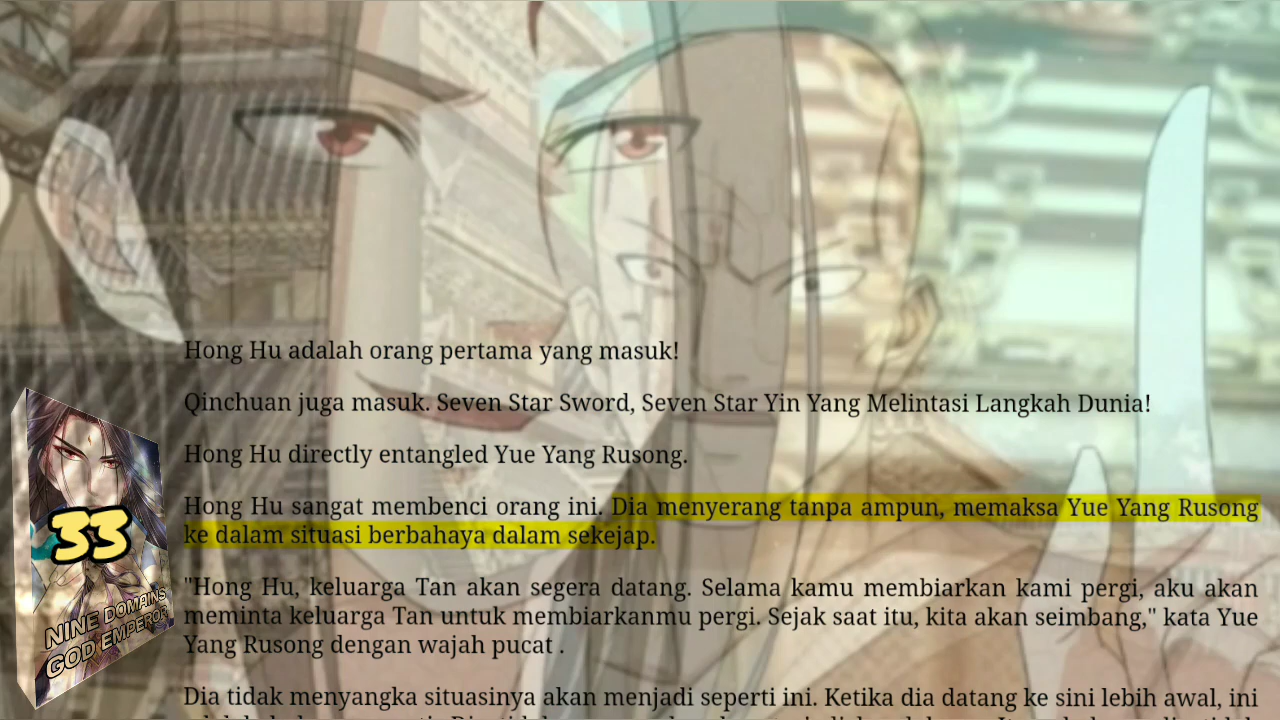 Hong Hu adalah orang pertama yang masuk!
Qinchuan juga masuk. Seven Star Sword, Seven Star Yin Yang Melintasi Langkah Dunia!
Hong Hu directly entangled Yue Yang Rusong.
Hong Hu sangat membenci orang ini. Dia menyerang tanpa ampun, memaksa Yue Yang Rusong
ke dalam situasi berbahaya dalam sekejap.
"Hong Hu, keluarga Tan akan segera datang. Selama kamu membiarkan kami pergi, aku akan
meminta keluarga Tan untuk membiarkanmu pergi. Sejak saat itu, kita akan seimbang," kata Yue
Yang Rusong dengan wajah pucat .
Dia tidak menyangka situasinya akan menjadi seperti ini. Ketika dia datang ke sini lebih awal, ini
33
NINE DOMAINS
GOD EMPEROR